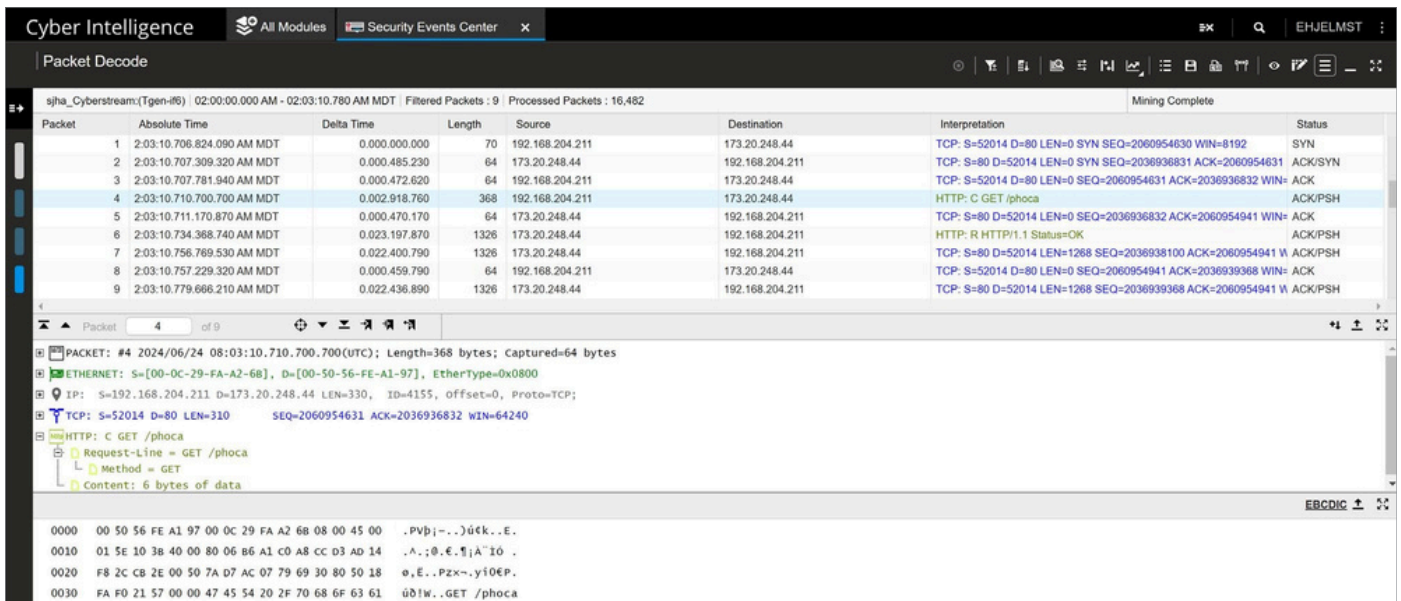 Cyber Intelligence All Modules Security Events Center × EHJELMST
Packet Decode
sjha_Cyberstream:(Tgen-if6) 02:00:00.000 AM - 02:03:10.780 AM MDT Filtered Packets : 9 Processed Packets : 16,482 Mining Complete
Packet Absolute Time Delta Time Length Source Destination Interpretation Status
1 2:03:10.706.824.090 AM MDT 0.000.000.000 70 192.168.204.211 173.20.248.44 TCP: S=52014 D=80 LEN=0 SYN SEQ=2060954630 WIN=8192 SYN
2 2:03:10.707.309.320 AM MDT 0.000.485.230 64 173.20.248.44 192.168.204.211 TCP: S=80 D=52014 LEN=0 SYN SEQ=2036936831 ACK=2060954631 ACK/SYN
3 2:03:10.707.781.940 AM MDT 0.000.472.620 64 192.168.204.211 173.20.248.44 TCP: S=52014 D=80 LEN=0 SEQ=2060954631 ACK=2036936832 WIN= ACK
4 2:03:10.710.700.700 AM MDT 0.002.918.760 368 192.168.204.211 173.20.248.44 HTTP: C GET /phoca ACK/PSH
5 2:03:10.711.170.870 AM MDT 0.000.470.170 64 173.20.248.44 192.168.204.211 TCP: S=80 D=52014 LEN=0 SEQ=2036936832 ACK=2060954941 WIN= ACK
6 2:03:10.734.368.740 AM MDT 0.023.197.870 1326 173.20.248.44 192.168.204.211 HTTP: R HTTP/1.1 Status=OK ACK/PSH
7 2:03:10.756.769.530 AM MDT 0.022.400.790 1326 173.20.248.44 192.168.204.211 TCP: S=80 D=52014 LEN=1268 SEQ=2036938100 ACK=2060954941 W ACK/PSH
8 2:03:10.757.229.320 AM MDT 0.000.459.790 64 192.168.204.211 173.20.248.44 TCP: S=52014 D=80 LEN=0 SEQ=2060954941 ACK=2036939368 WIN= ACK
9 2:03:10.779.666.210 AM MDT 0.022.436.890 1326 173.20.248.44 192.168.204.211 TCP: S=80 D=52014 LEN=1268 SEQ=2036939368 ACK=2060954941 W ACK/PSH
Packet 4 of 9
PACKET: #4 2024/06/24 08:03:10.710.700.700(UTC); Length=368 bytes; Captured=64 bytes
ETHERNET: S=[00-0C-29-FA-A2-6B], D=[00-50-56-FE-A1-97], EtherType=0x0800
IP: S=192.168.204.211 D=173.20.248.44 LEN=330, ID=4155, Offset=0, Proto=TCP;
TCP: S=52014 D=80 LEN=310 SEQ=2060954631 ACK=2036936832 WIN=64240
HTTP: C GET /phoca
Request-Line = GET /phoca
Method = GET
Content: 6 bytes of data
EBCDIC
0000 00 50 56 FE A1 97 00 0C 29 FA A2 6B 08 00 45 00 .PVþ¡—..)ú¢k..E.
0010 01 5E 10 3B 40 00 80 06 B6 A1 C0 A8 CC D3 AD 14 .^.;@.€.¶¡À¨ÌÓ .
0020 F8 2C CB 2E 00 50 7A D7 AC 07 79 69 30 80 50 18 ø,Ë..Pz×¬.yi0€P.
0030 FA F0 21 57 00 00 47 45 54 20 2F 70 68 6F 63 61 úð!W..GET /phoca